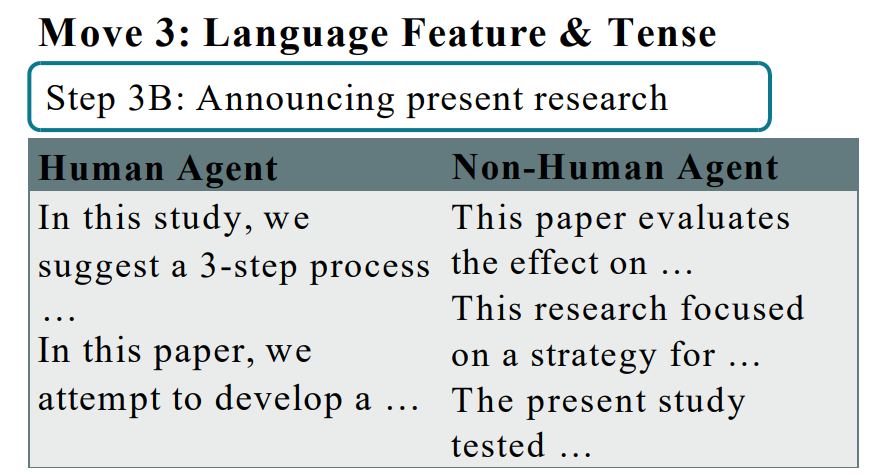 Move 3: Language Feature & Tense
Step 3B: Announcing present research
Human Agent
In this study, we
suggest a 3-step process
…
In this paper, we
attempt to develop a …
Non-Human Agent
This paper evaluates
the effect on …
This research focused
on a strategy for …
The present study
tested …